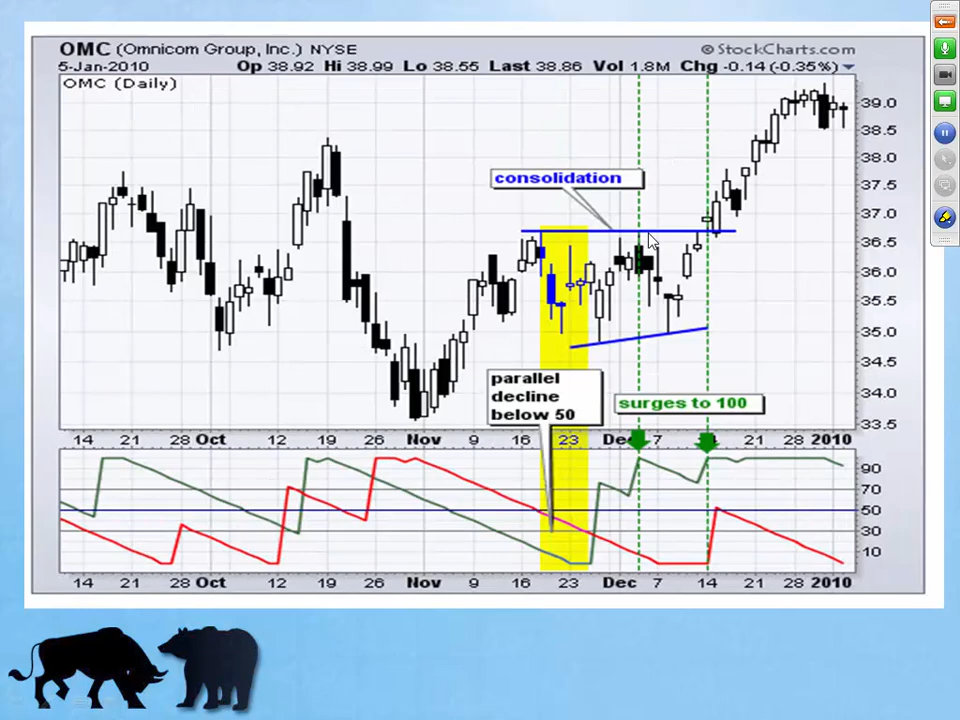 OMC (Omnicom Group, Inc.) NYSE
© StockCharts.com
5-Jan-2010
Op 38.92 Hi 38.99 Lo 38.55 Last 38.86 Vol 1.8M Chg -0.14 (-0.35%)
OMC (Daily)
39.0
38.5
38.0
37.5
37.0
36.5
36.0
35.5
35.0
34.5
34.0
33.5
consolidation
parallel
decline
below 50
surges to 100
14 21 28 Oct 12 19 26 Nov 9 16 23 Dec 7 21 28 2010
90
70
50
30
10
14 21 28 Oct 12 19 26 Nov 9 16 23 Dec 7 14 21 28 2010